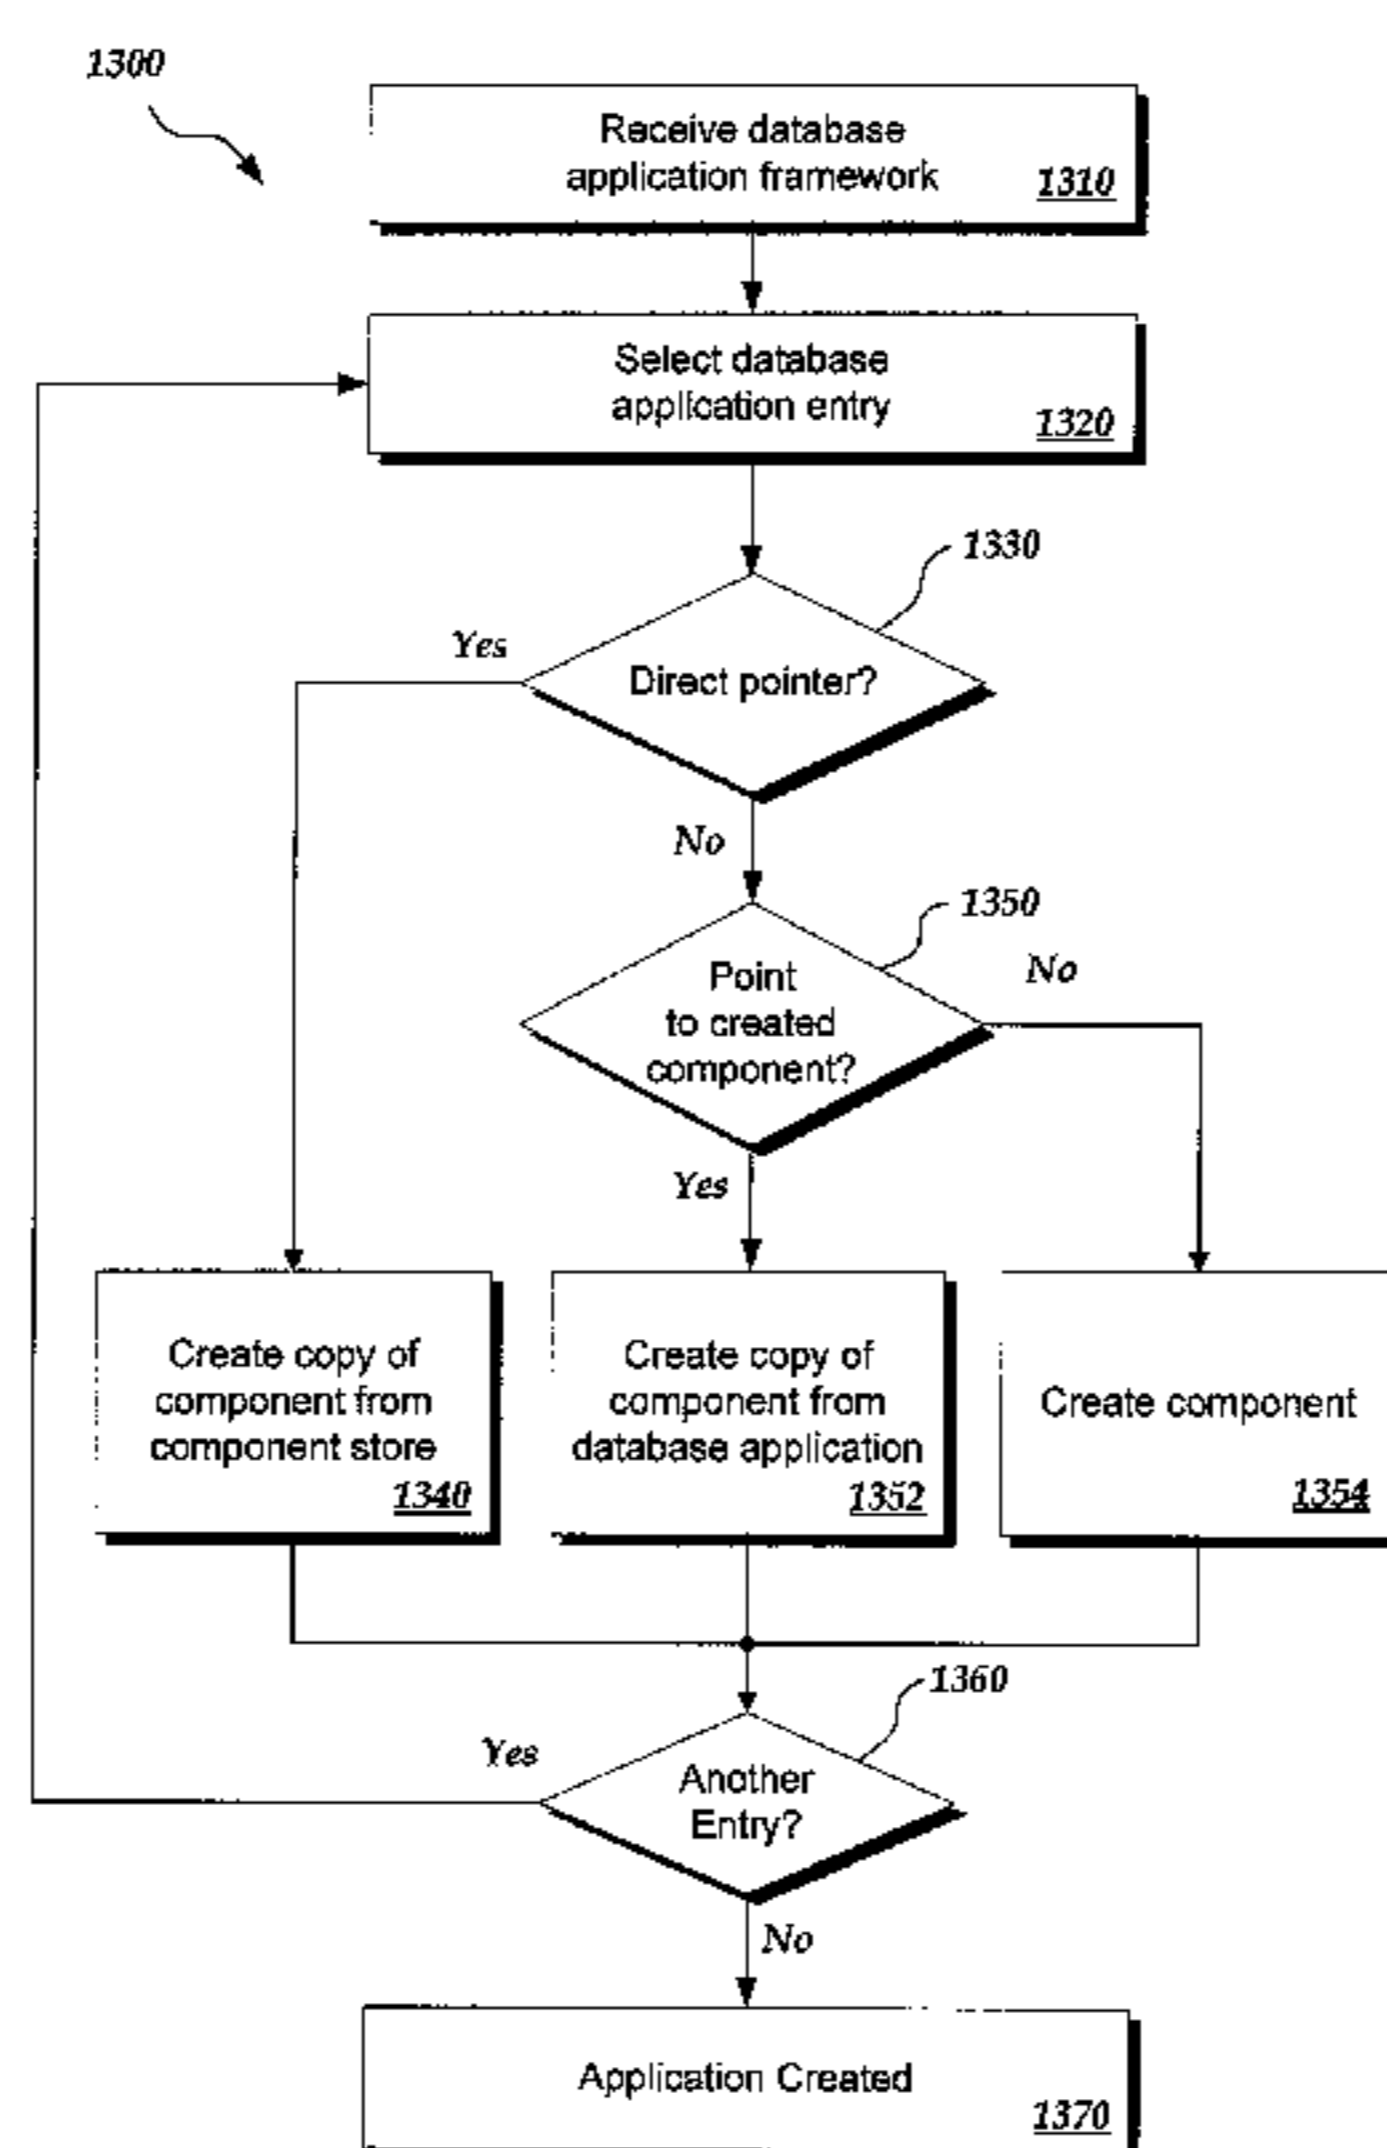 1300
Receive database
application framework
1310
Select database
application entry
1320
1330
Yes
Direct pointer?
No
1350
No
Point
to created
component?
Yes
Create copy of
component from
component store
1340
Create copy of
component from
database application
1352
Create component
1354
1360
Yes
Another
Entry?
No
Application Created
1370